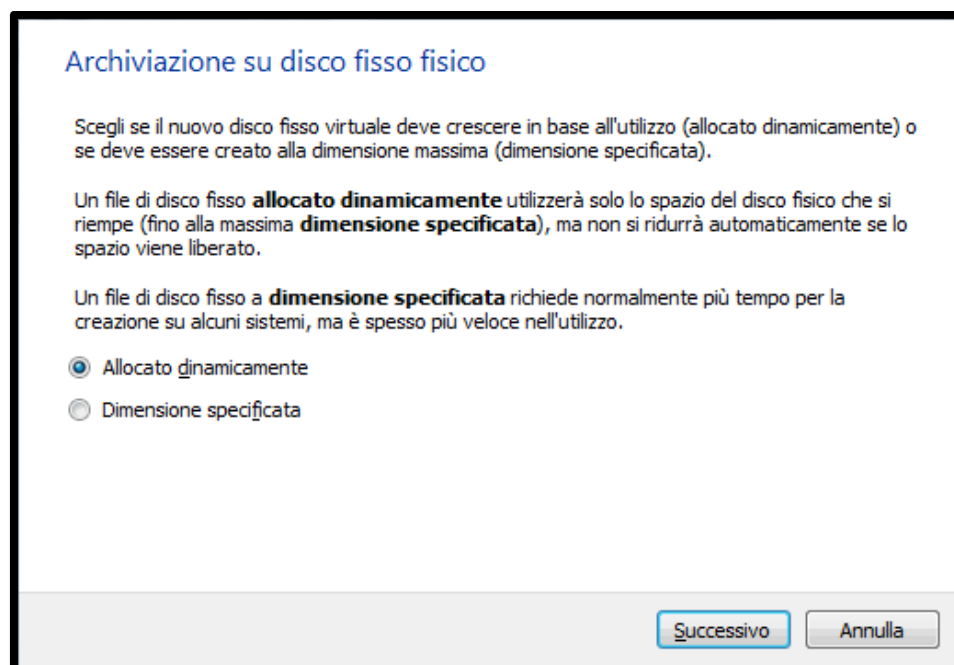 Archiviazione su disco fisso fisico
Scegli se il nuovo disco fisso virtuale deve crescere in base all'utilizzo (allocato dinamicamente) o
se deve essere creato alla dimensione massima (dimensione specificata).
Un file di disco fisso allocato dinamicamente utilizzerà solo lo spazio del disco fisico che si
riempe (fino alla massima dimensione specificata), ma non si ridurrà automaticamente se lo
spazio viene liberato.
Un file di disco fisso a dimensione specificata richiede normalmente più tempo per la
creazione su alcuni sistemi, ma è spesso più veloce nell'utilizzo.
Allocato dinamicamente
Dimensione specificata
Successivo Annulla